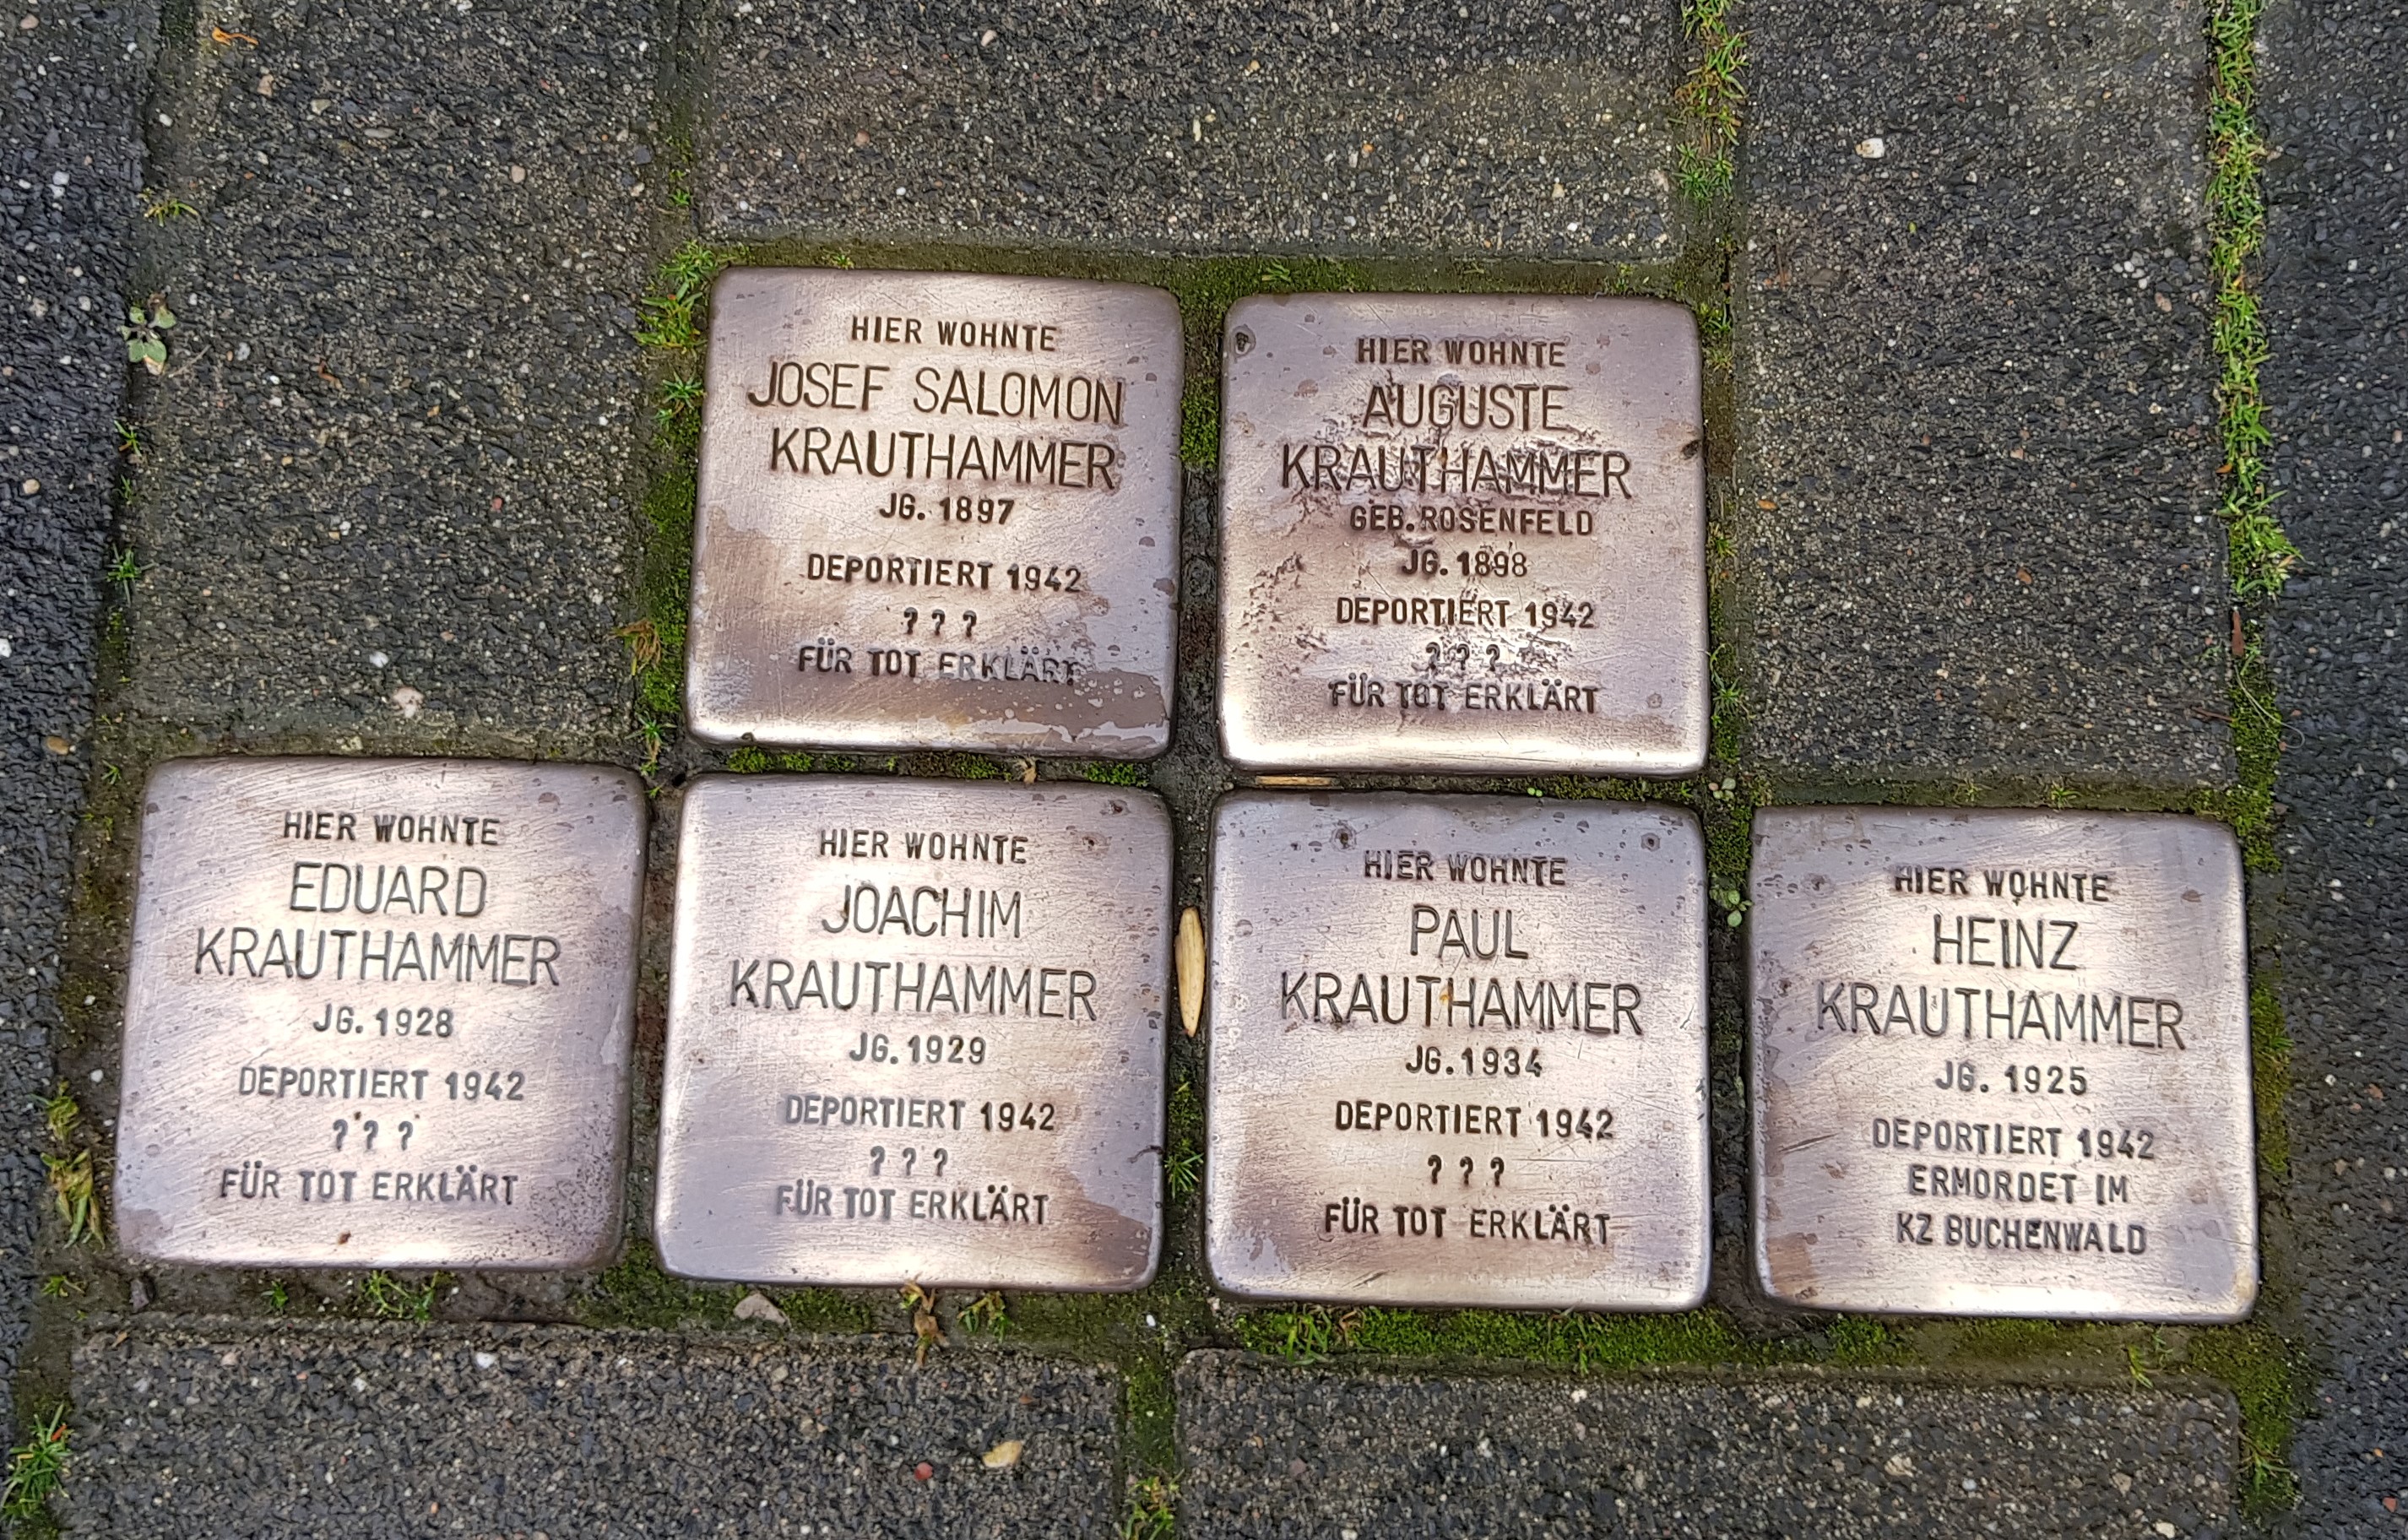 HIER WOHNTE
JOSEF SALOMON
KRAUTHAMMER
JG. 1897
DEPORTIERT 1942
? ? ?
FÜR TOT ERKLÄRT
HIER WOHNTE
AUGUSTE
KRAUTHAMMER
GEB. ROSENFELD
JG. 1898
DEPORTIERT 1942
? ? ?
FÜR TOT ERKLÄRT
HIER WOHNTE
EDUARD
KRAUTHAMMER
JG. 1928
DEPORTIERT 1942
? ? ?
FÜR TOT ERKLÄRT
HIER WOHNTE
JOACHIM
KRAUTHAMMER
JG. 1929
DEPORTIERT 1942
? ? ?
FÜR TOT ERKLÄRT
HIER WOHNTE
PAUL
KRAUTHAMMER
JG. 1934
DEPORTIERT 1942
? ? ?
FÜR TOT ERKLÄRT
HIER WOHNTE
HEINZ
KRAUTHAMMER
JG. 1925
DEPORTIERT 1942
ERMORDET IM
KZ BUCHENWALD